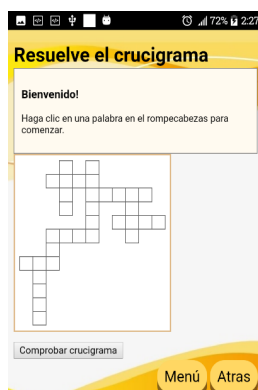 72% 2:27
Resuelve el crucigrama
Bienvenido!
Haga clic en una palabra en el rompecabezas para
comenzar.
Comprobar crucigrama
Menú Atras